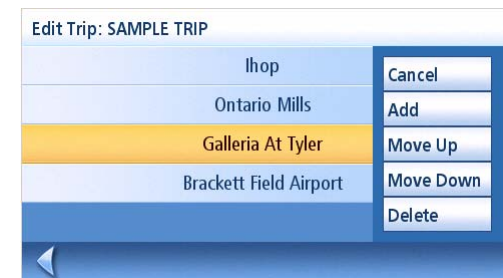 Edit Trip: SAMPLE TRIP
Ihop
Ontario Mills
Galleria At Tyler
Brackett Field Airport
Cancel
Add
Move Up
Move Down
Delete